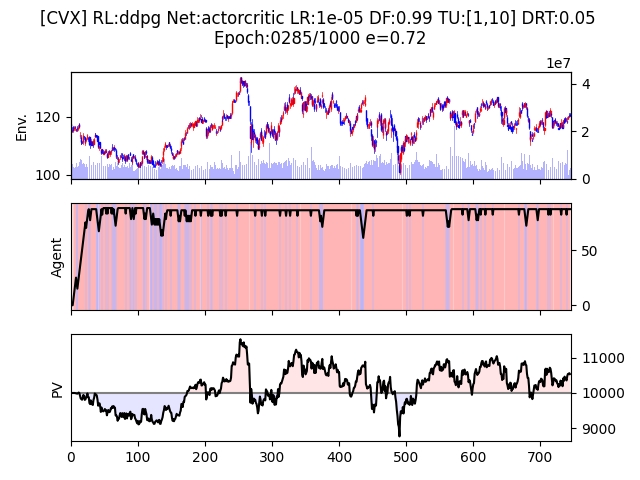 [CVX] RL:ddpg Net:actorcritic LR:1e-05 DF:0.99 TU:[1,10] DRT:0.05
Epoch:0285/1000 e=0.72
1e7
Env.
120
100
4
2
0
Agent
50
0
PV
11000
10000
9000
0 100 200 300 400 500 600 700